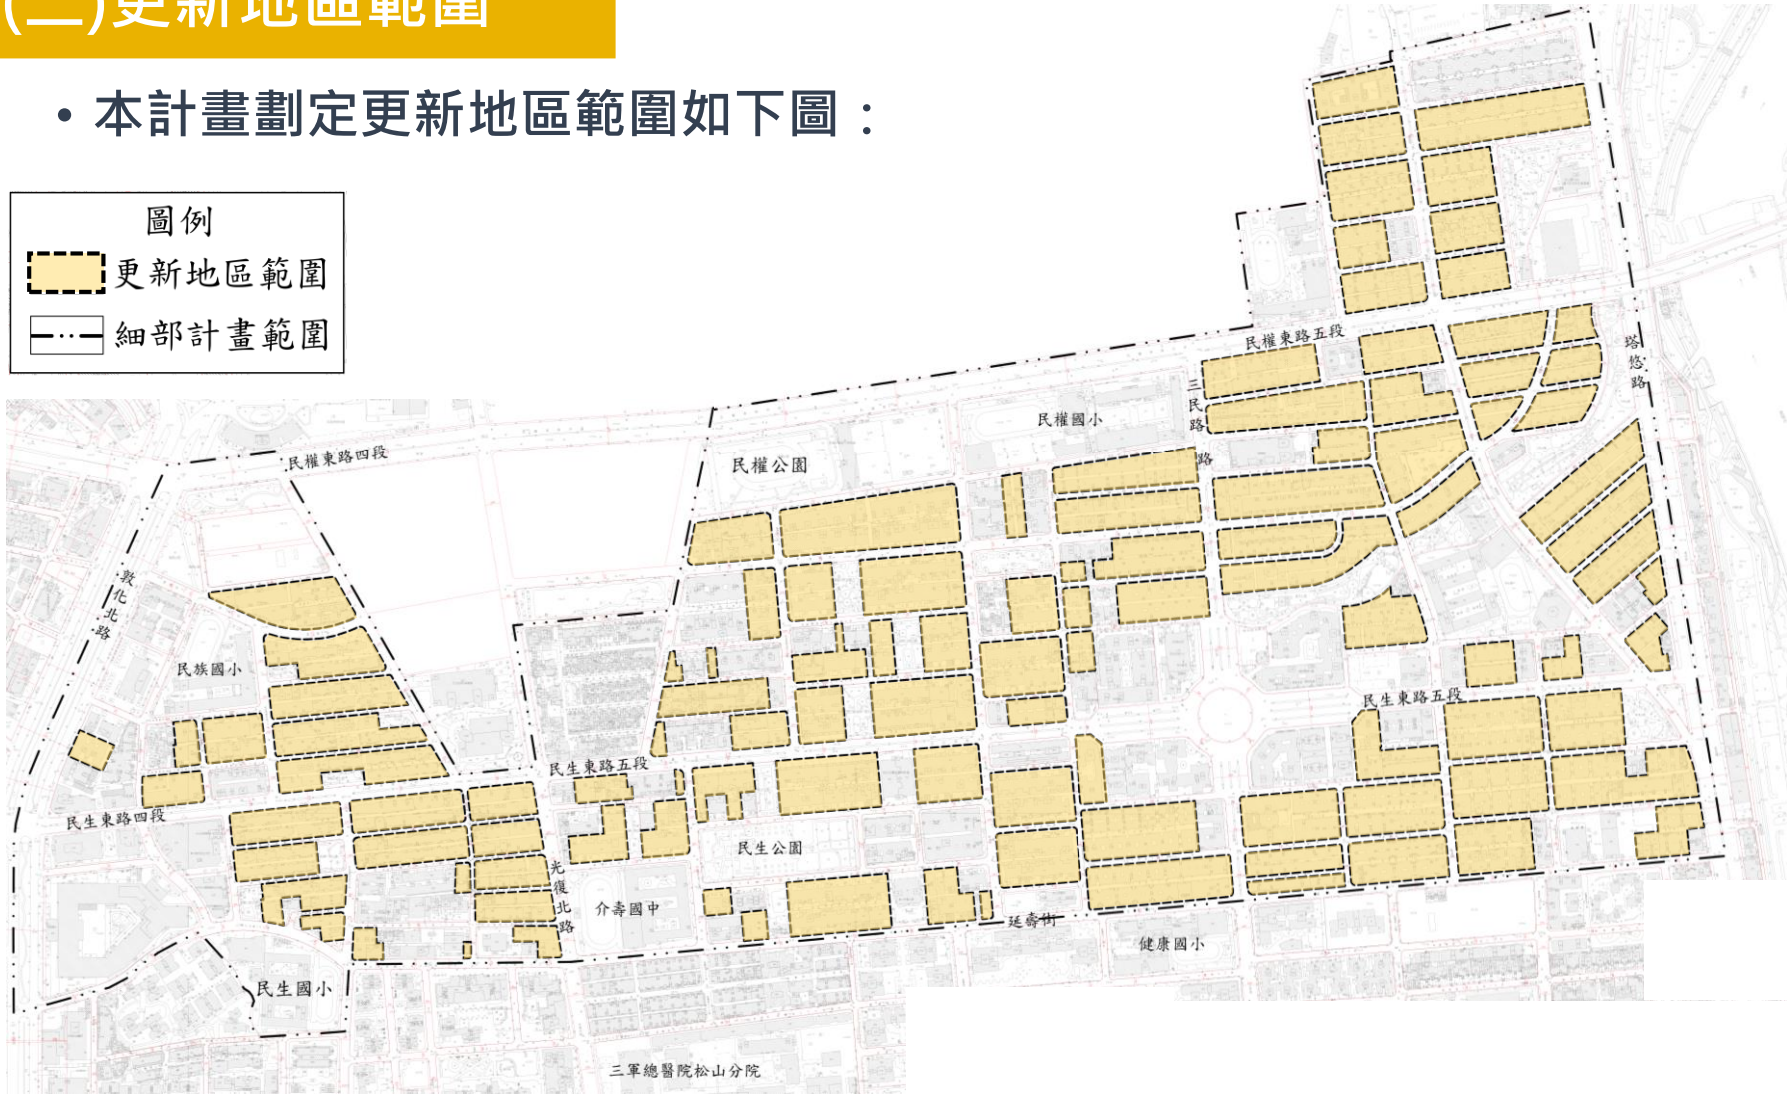 (二)更新地區範圍
• 本計畫劃定更新地區範圍如下圖：
圖例
更新地區範圍
細部計畫範圍
民權東路五段
塔悠路
三民路
民權國小
路
民權東路四段
民權公園
敦化北路
民族國小
民生東路五段
民生東路五段
民生東路四段
民生公園
光復北路
介壽國中
延壽街
健康國小
民生國小
三軍總醫院松山分院